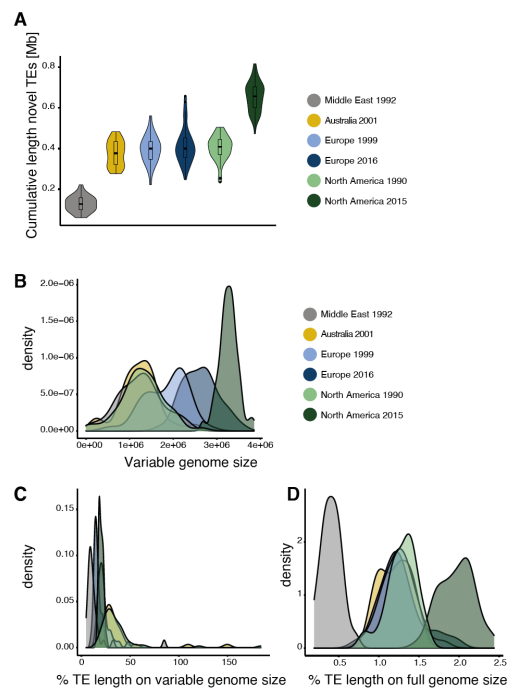 A
Cumulative length novel TEs [Mb]
0.8
0.6
0.4
0.2
Middle East 1992
Australia 2001
Europe 1999
Europe 2016
North America 1990
North America 2015
B
density
2.0e−06
1.5e−06
1.0e−06
5.0e−07
0.0e+00
0e+00 1e+06 2e+06 3e+06 4e+06
Variable genome size
Middle East 1992
Australia 2001
Europe 1999
Europe 2016
North America 1990
North America 2015
C
density
0.15
0.10
0.05
0.00
0 50 100 150
% TE length on variable genome size
D
density
2
1
0
0.5 1.0 1.5 2.0 2.5
% TE length on full genome size